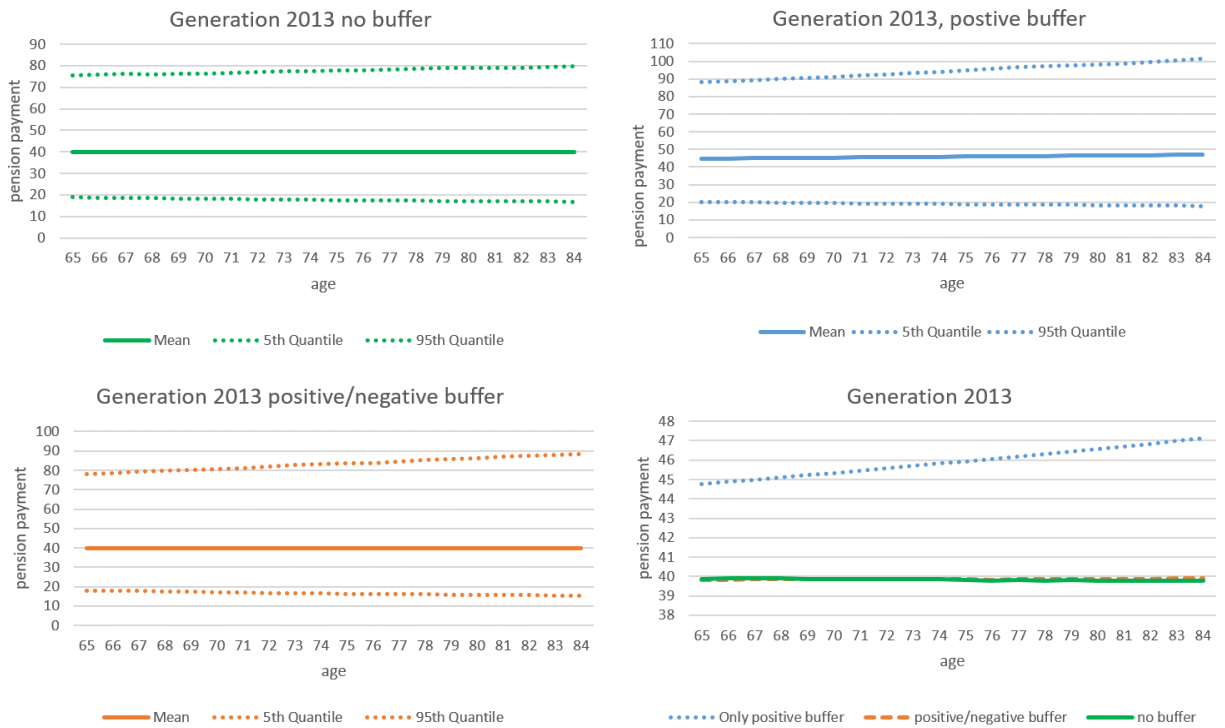 Generation 2013 no buffer
pension payment
90
80
70
60
50
40
30
20
10
0
65 66 67 68 69 70 71 72 73 74 75 76 77 78 79 80 81 82 83 84
age
Mean 5th Quantile 95th Quantile
Generation 2013, postive buffer
pension payment
110
100
90
80
70
60
50
40
30
20
10
0
65 66 67 68 69 70 71 72 73 74 75 76 77 78 79 80 81 82 83 84
age
Mean 5th Quantile 95th Quantile
Generation 2013 positive/negative buffer
pension payment
100
90
80
70
60
50
40
30
20
10
0
65 66 67 68 69 70 71 72 73 74 75 76 77 78 79 80 81 82 83 84
age
Mean 5th Quantile 95th Quantile
Generation 2013
pension payment
48
47
46
45
44
43
42
41
40
39
38
65 66 67 68 69 70 71 72 73 74 75 76 77 78 79 80 81 82 83 84
age
Only positive buffer positive/negative buffer no buffer